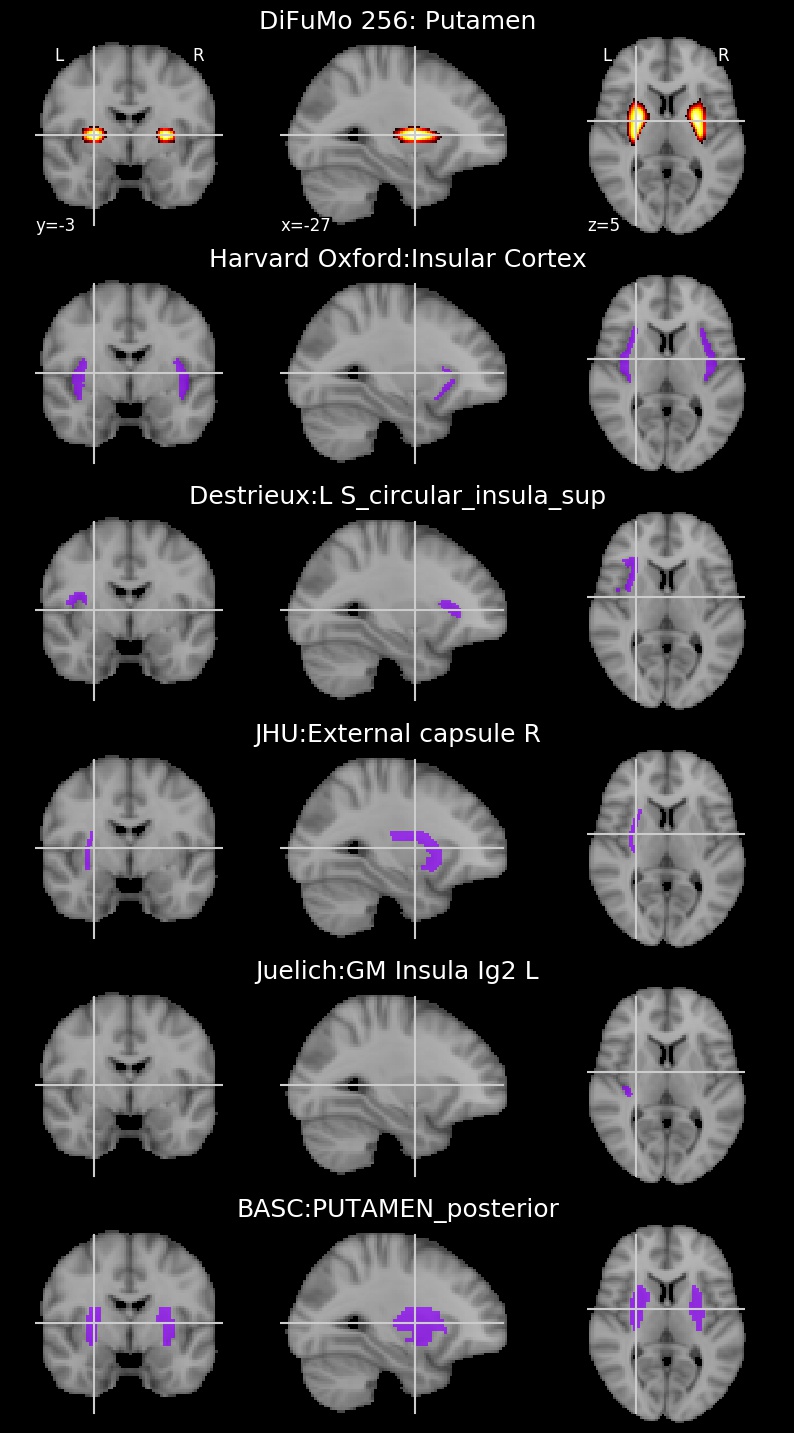 DiFuMo 256: Putamen
L R L R
y=-3 x=-27 z=5
Harvard Oxford:Insular Cortex
Destrieux:L S_circular_insula_sup
JHU:External capsule R
Juelich:GM Insula Ig2 L
BASC:PUTAMEN_posterior